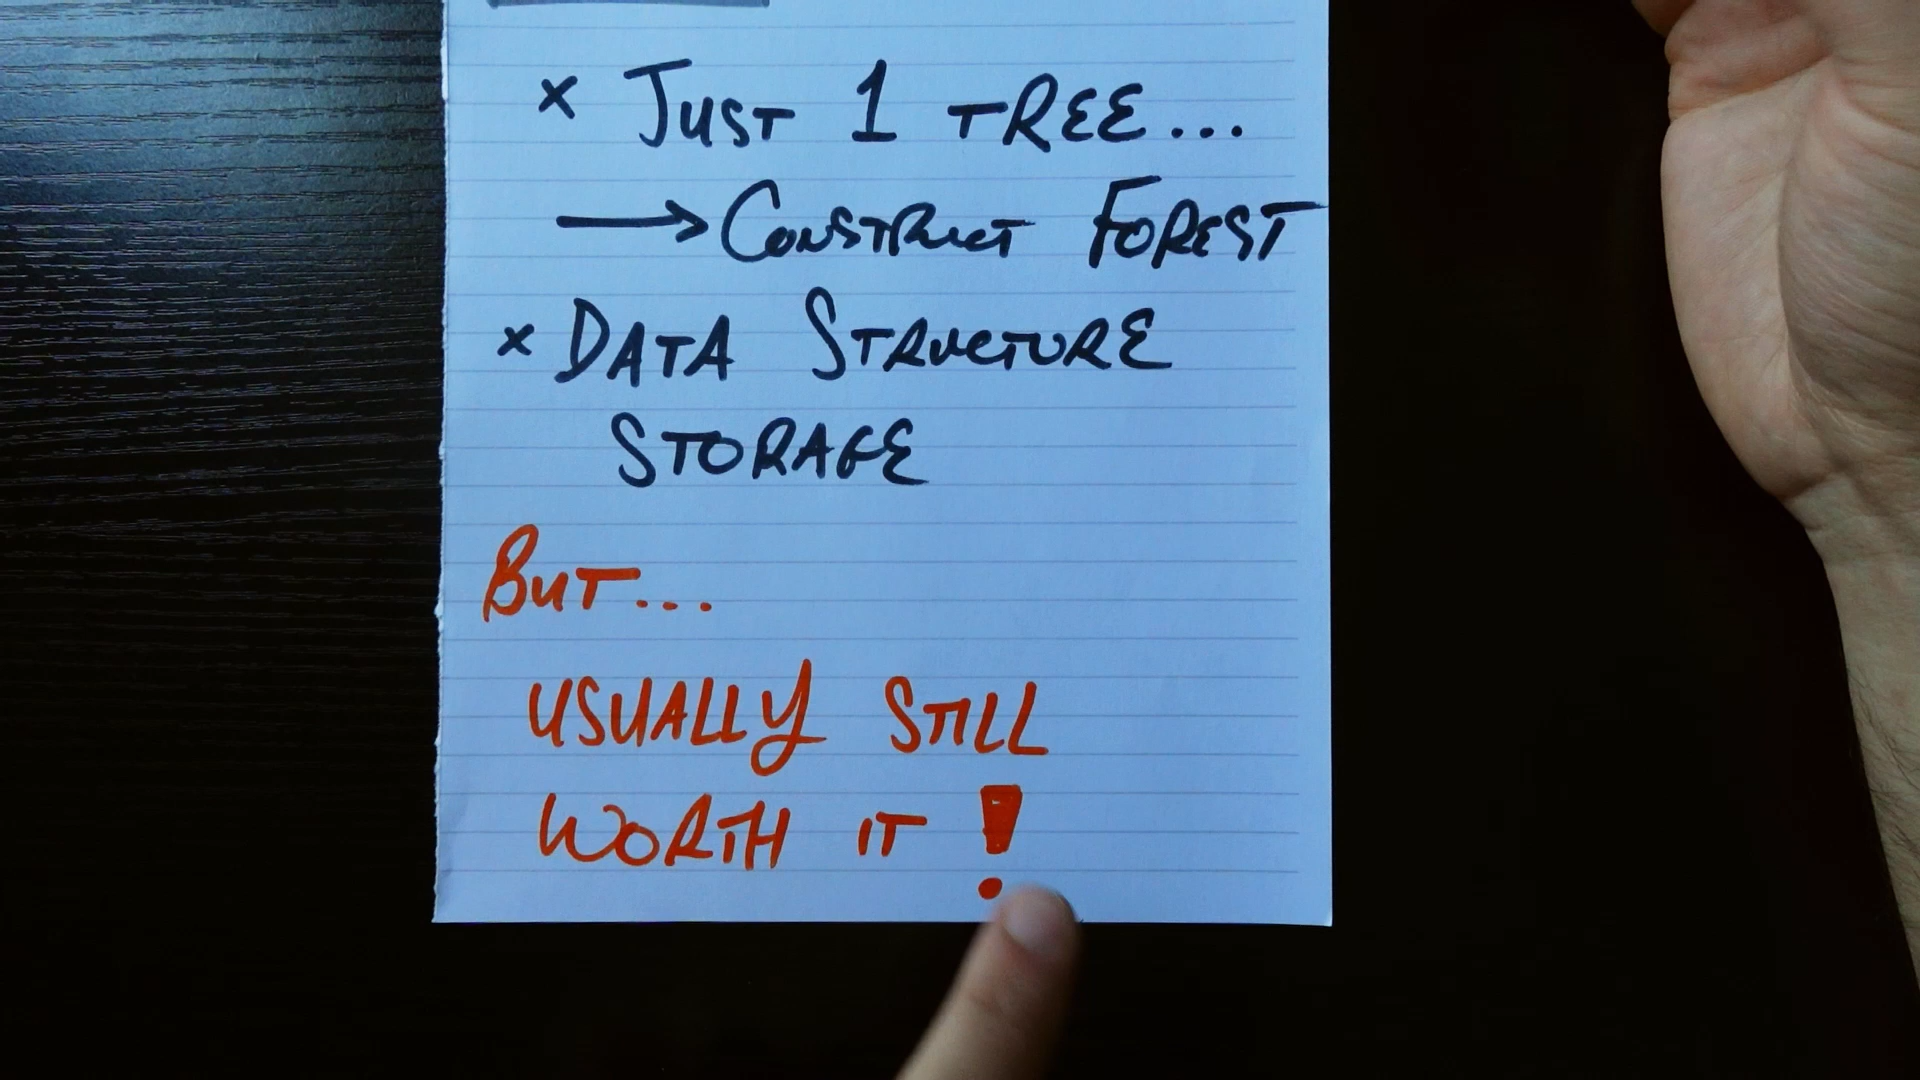 × Just 1 tree...
→ Construct Forest
× Data Structure
Storage
But...
usually still
worth it!